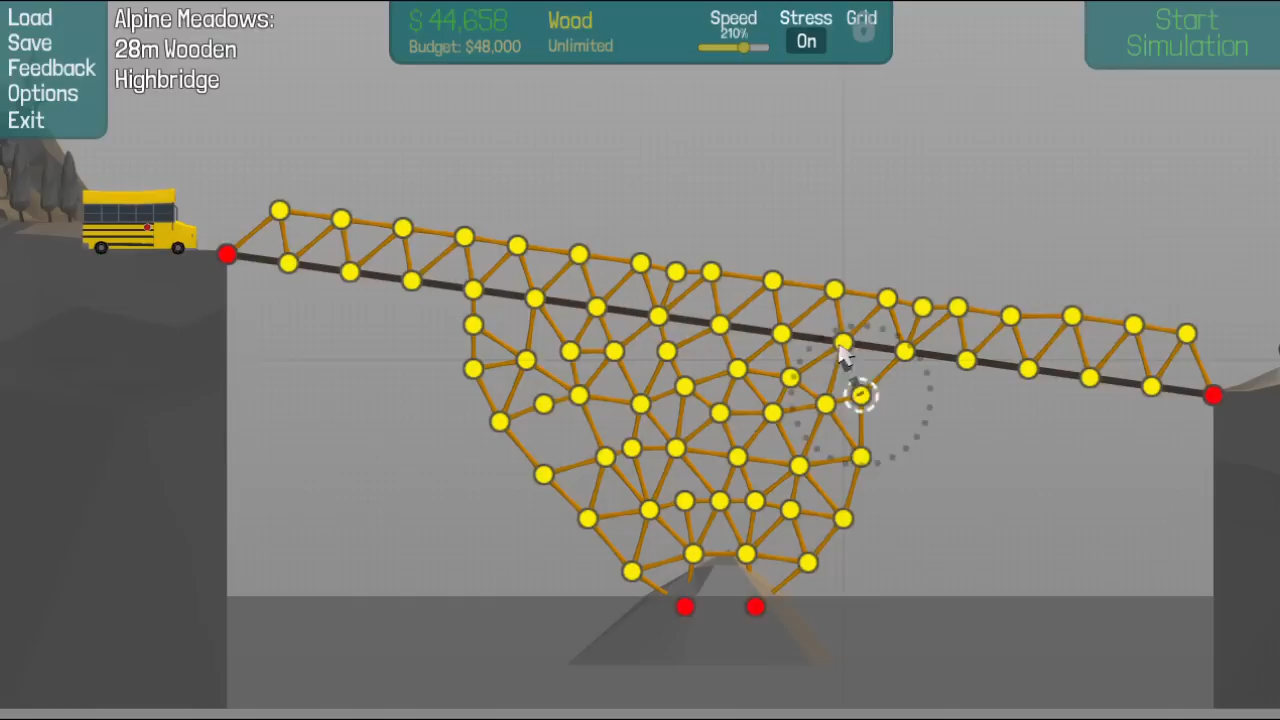 Load
Save
Feedback
Options
Exit
Alpine Meadows:
28m Wooden
Highbridge
$ 44,658
Budget: $48,000
Wood
Unlimited
Speed
210%
Stress
On
Grid
Start
Simulation